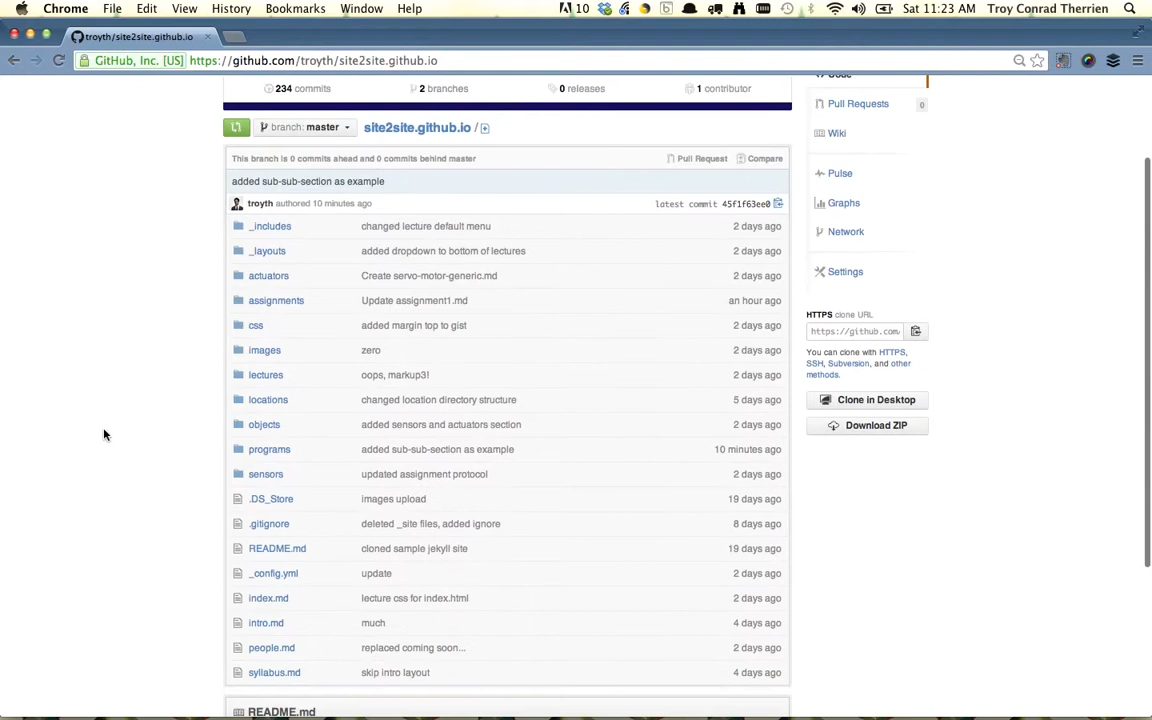 Chrome File Edit View History Bookmarks Window Help 10 Sat 11:23 AM Troy Conrad Therrien
troyth/site2site.github.io
GitHub, Inc. [US] https://github.com/troyth/site2site.github.io
234 commits 2 branches 0 releases 1 contributor
Code
Pull Requests 0
Wiki
Pulse
Graphs
Network
Settings
HTTPS clone URL
https://github.com/
You can clone with HTTPS,
SSH, Subversion, and other
methods.
Clone in Desktop
Download ZIP
branch: master site2site.github.io /
This branch is 0 commits ahead and 0 commits behind master Pull Request Compare
added sub-sub-section as example
troyth authored 10 minutes ago latest commit 45f1f63ee0
_includes changed lecture default menu 2 days ago
_layouts added dropdown to bottom of lectures 2 days ago
actuators Create servo-motor-generic.md 2 days ago
assignments Update assignment1.md an hour ago
css added margin top to gist 2 days ago
images zero 2 days ago
lectures oops, markup3! 2 days ago
locations changed location directory structure 5 days ago
objects added sensors and actuators section 2 days ago
programs added sub-sub-section as example 10 minutes ago
sensors updated assignment protocol 2 days ago
.DS_Store images upload 19 days ago
.gitignore deleted _site files, added ignore 8 days ago
README.md cloned sample jekyll site 19 days ago
_config.yml update 2 days ago
index.md lecture css for index.html 2 days ago
intro.md much 4 days ago
people.md replaced coming soon... 2 days ago
syllabus.md skip intro layout 4 days ago
README.md